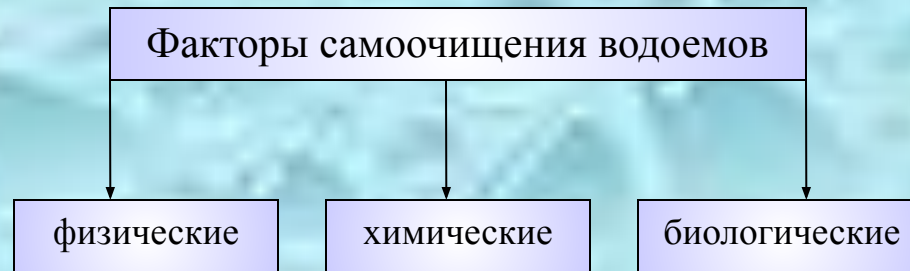 Факторы самоочищения водоемов
физические
химические
биологические